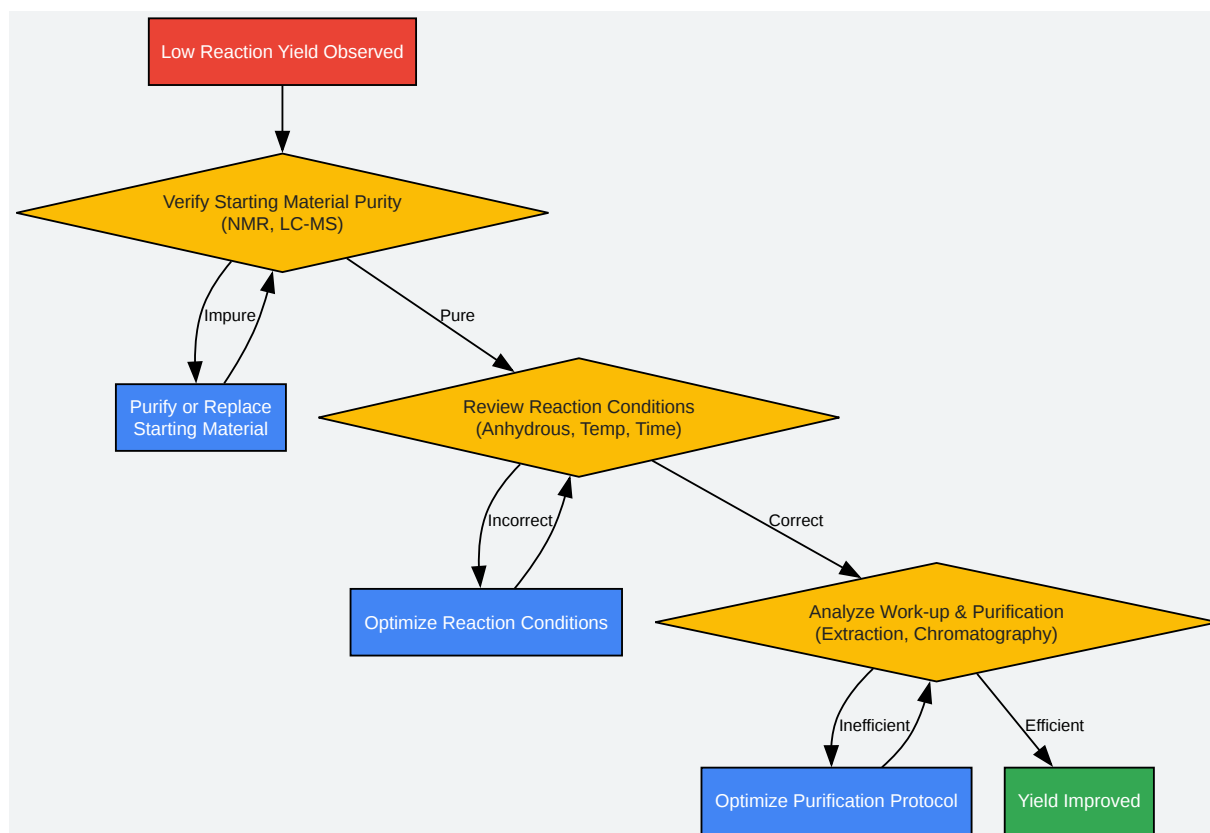 Low Reaction Yield Observed
Verify Starting Material Purity
(NMR, LC-MS)
Impure
Pure
Purify or Replace
Starting Material
Review Reaction Conditions
(Anhydrous, Temp, Time)
Incorrect
Correct
Optimize Reaction Conditions
Analyze Work-up & Purification
(Extraction, Chromatography)
Inefficient
Efficient
Optimize Purification Protocol
Yield Improved